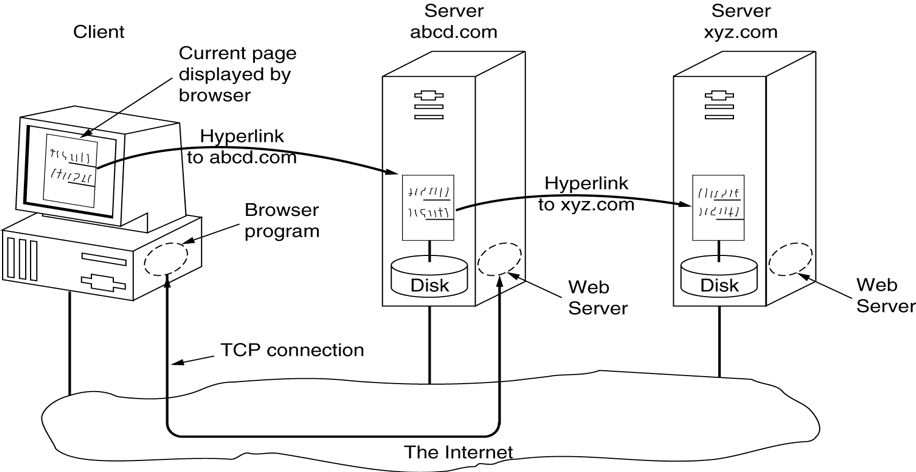 Client
Server
abcd.com
Server
xyz.com
Current page
displayed by
browser
Hyperlink
to abcd.com
Hyperlink
to xyz.com
Browser
program
Disk
Web
Server
Disk
Web
Server
TCP connection
The Internet